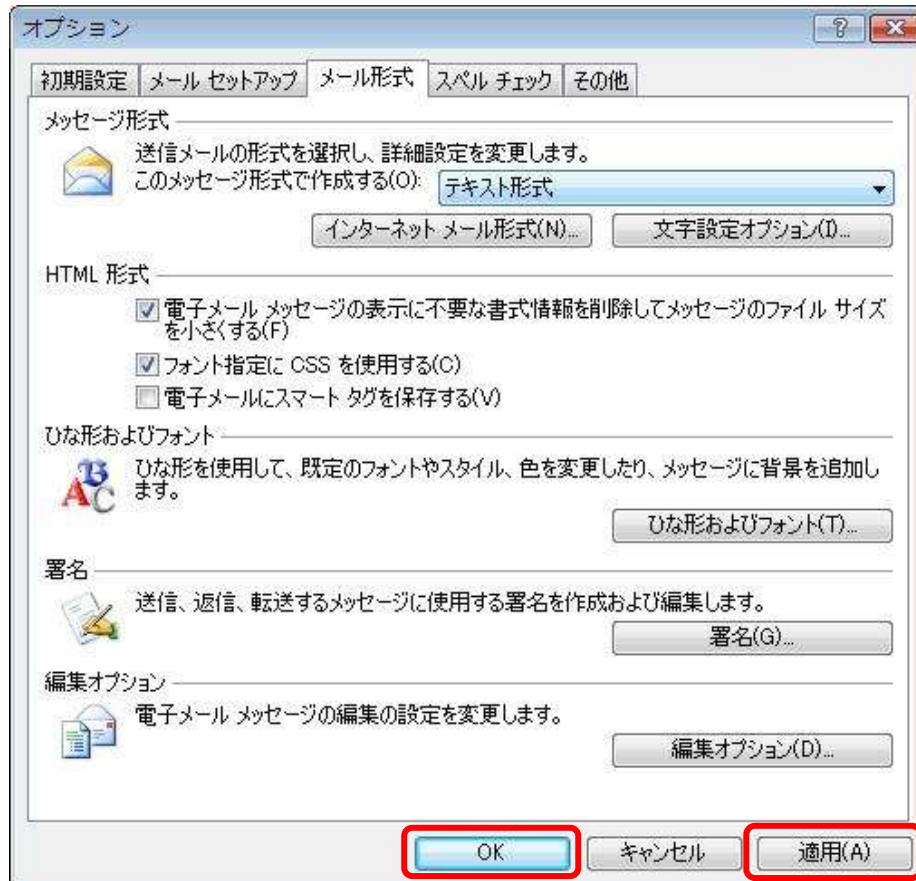 オプション
初期設定 メール セットアップ メール形式 スペル チェック その他
メッセージ形式
送信メールの形式を選択し、詳細設定を変更します。
このメッセージ形式で作成する(O): テキスト形式
インターネット メール形式(N)... 文字設定オプション(I)...
HTML 形式
電子メール メッセージの表示に不要な書式情報を削除してメッセージのファイル サイズ
を小さくする(F)
フォント指定に CSS を使用する(C)
電子メールにスマート タグを保存する(V)
ひな形およびフォント
ひな形を使用して、既定のフォントやスタイル、色を変更したり、メッセージに背景を追加し
ます。
ひな形およびフォント(T)...
署名
送信、返信、転送するメッセージに使用する署名を作成および編集します。
署名(G)...
編集オプション
電子メール メッセージの編集の設定を変更します。
編集オプション(D)...
OK キャンセル 適用(A)